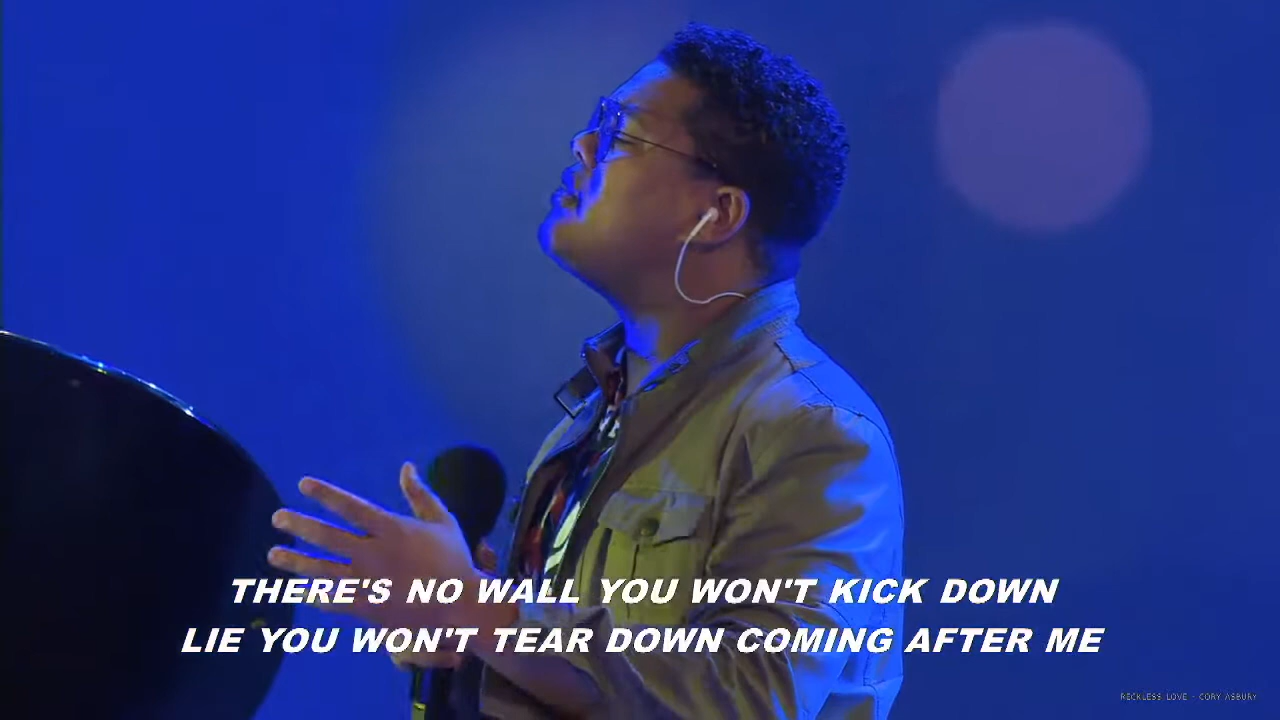 THERE'S NO WALL YOU WON'T KICK DOWN
LIE YOU WON'T TEAR DOWN COMING AFTER ME
RECKLESS LOVE - CORY ASBURY